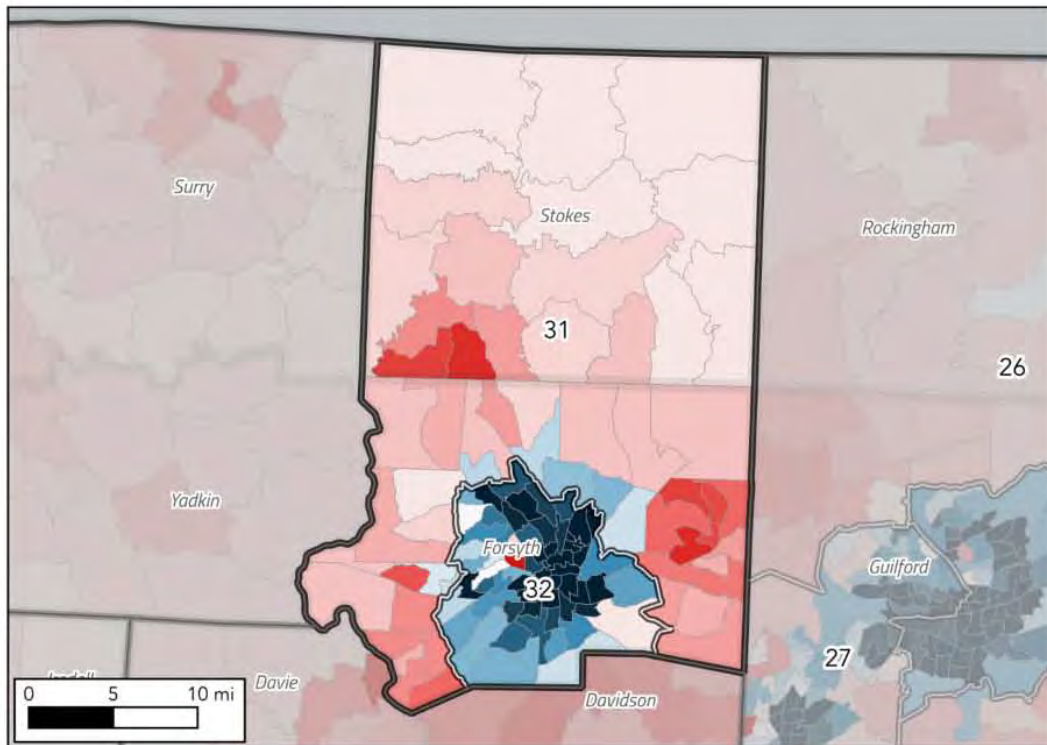 Surry
Stokes
Rockingham
31
26
Yadkin
Forsyth
Guilford
32
27
Davie
Davidson
0 5 10 mi